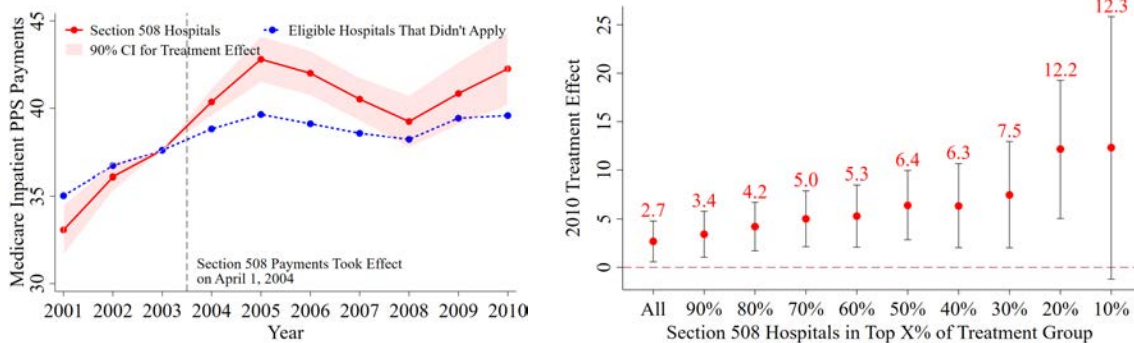 45
40
35
30
Medicare Inpatient PPS Payments
Section 508 Hospitals
Eligible Hospitals That Didn't Apply
90% CI for Treatment Effect
Section 508 Payments Took Effect
on April 1, 2004
2001 2002 2003 2004 2005 2006 2007 2008 2009 2010
Year
25
20
15
10
5
0
2010 Treatment Effect
2.7
3.4
4.2
5.0
5.3
6.4
6.3
7.5
12.2
12.3
All 90% 80% 70% 60% 50% 40% 30% 20% 10%
Section 508 Hospitals in Top X% of Treatment Group